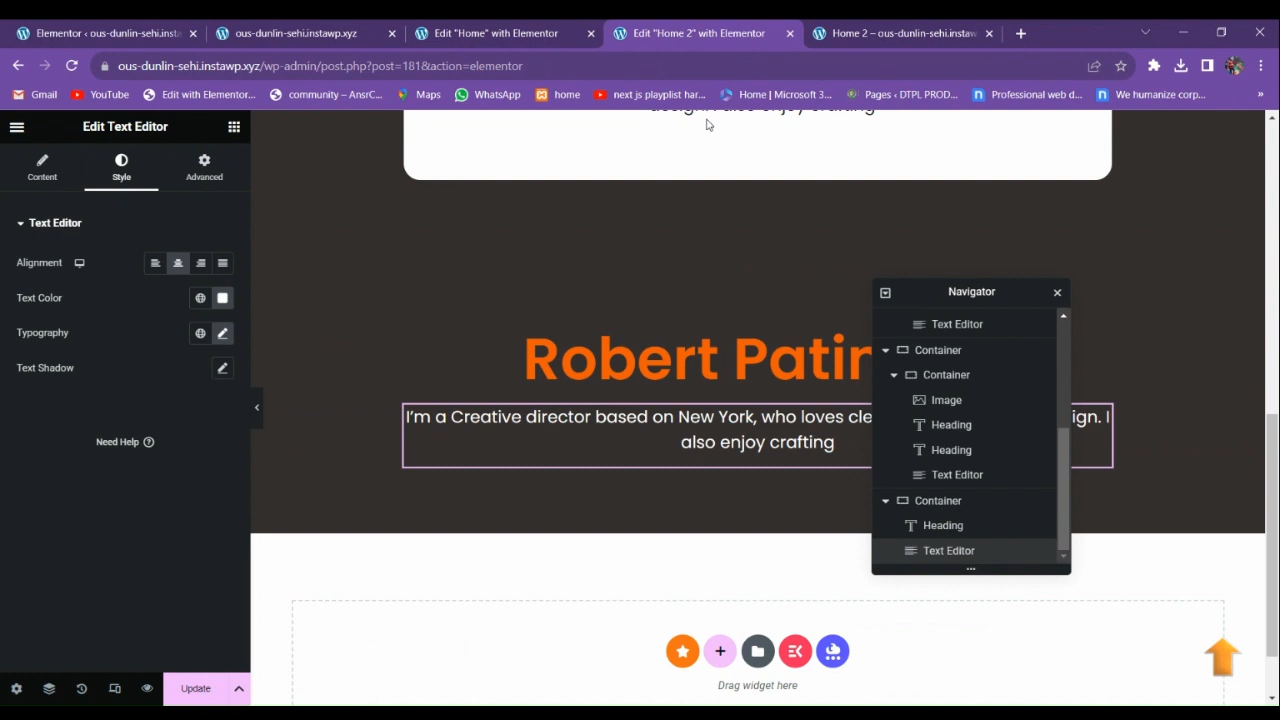 Elementor ‹ ous-dunlin-sehi.insta
ous-dunlin-sehi.instawp.xyz
Edit "Home" with Elementor
Edit "Home 2" with Elementor
Home 2 – ous-dunlin-sehi.instaw
ous-dunlin-sehi.instawp.xyz/wp-admin/post.php?post=181&action=elementor
Gmail
YouTube
Edit with Elementor...
community – AnsrC...
Maps
WhatsApp
home
next js playplist har...
Home | Microsoft 3...
Pages ‹ DTPL PROD...
Professional web d...
We humanize corp...
»
Edit Text Editor
Content
Style
Advanced
Text Editor
Alignment
Text Color
Typography
Text Shadow
Need Help
Update
Robert Patin
I'm a Creative director based on New York, who loves cle ign. I
also enjoy crafting
Navigator
Text Editor
Container
Container
Image
Heading
Heading
Text Editor
Container
Heading
Text Editor
Drag widget here